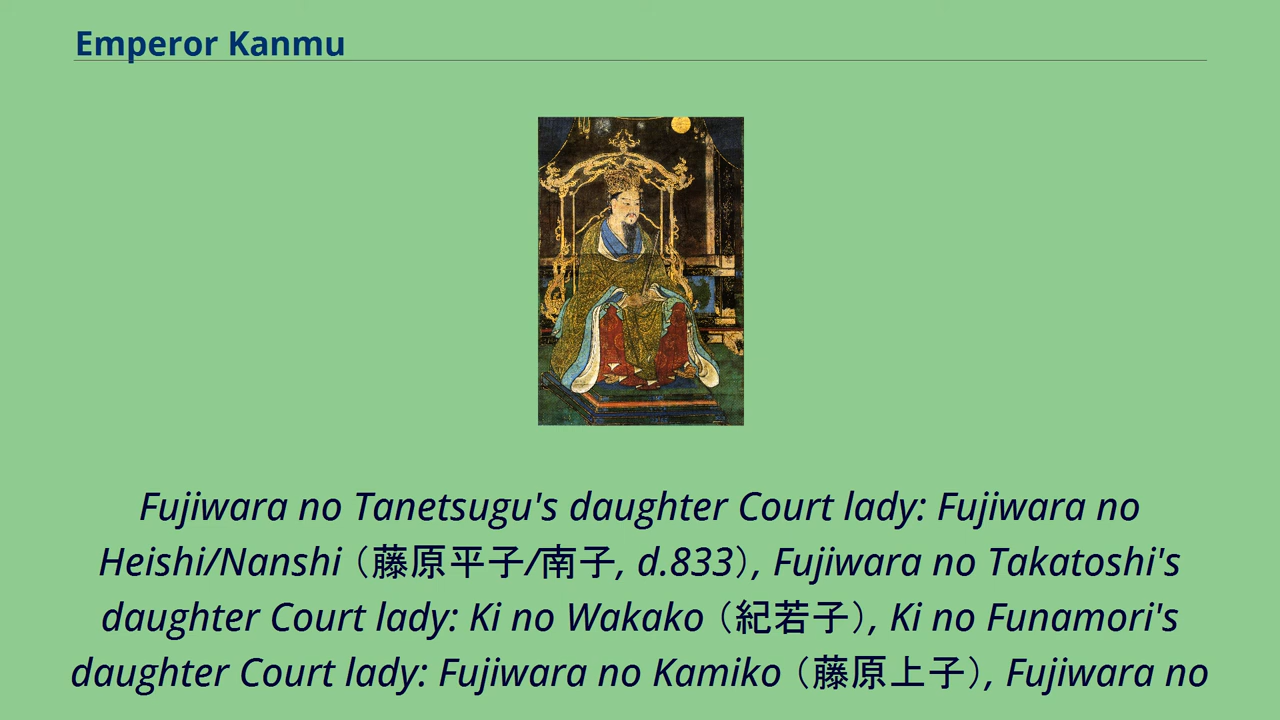 Emperor Kanmu
Fujiwara no Tanetsugu's daughter Court lady: Fujiwara no
Heishi/Nanshi（藤原平子/南子, d.833）, Fujiwara no Takatoshi's
daughter Court lady: Ki no Wakako（紀若子）, Ki no Funamori's
daughter Court lady: Fujiwara no Kamiko（藤原上子）, Fujiwara no